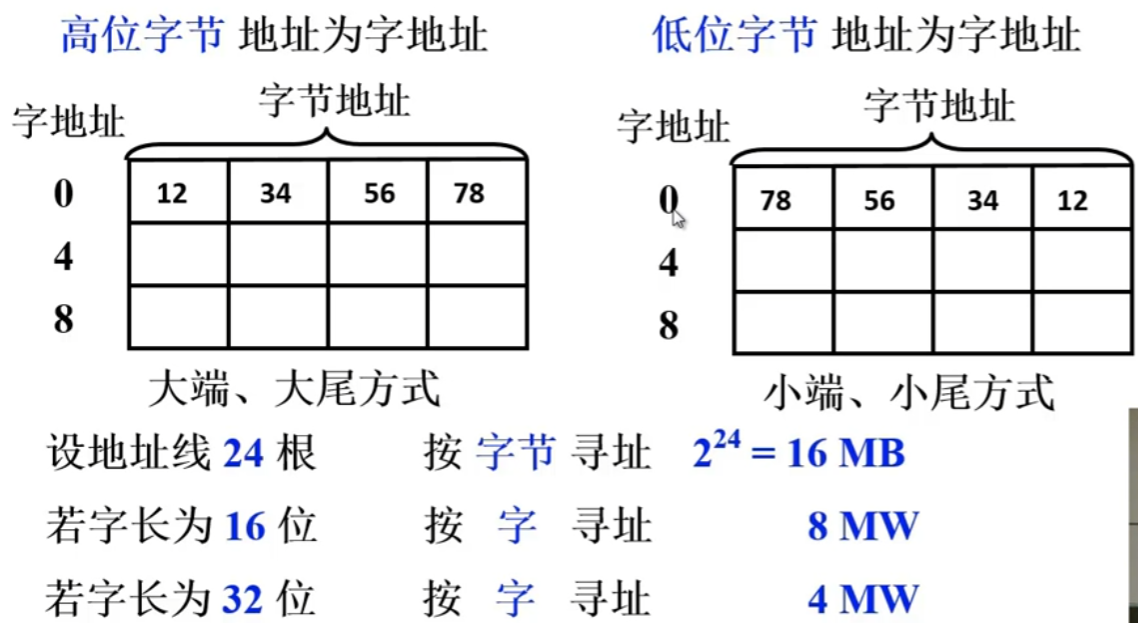 高位字节 地址为字地址
低位字节 地址为字地址
字地址
字节地址
0 12 34 56 78
4
8
大端、大尾方式
字地址
字节地址
0 78 56 34 12
4
8
小端、小尾方式
设地址线 24 根 按 字节 寻址 2²⁴ = 16 MB
若字长为 16 位 按 字 寻址 8 MW
若字长为 32 位 按 字 寻址 4 MW